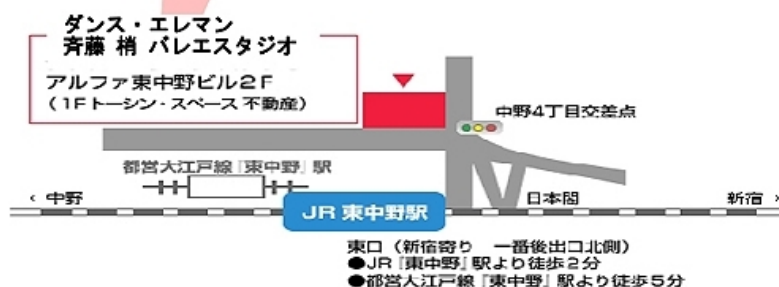 ダンス・エレマン
斉藤 梢 バレエスタジオ
アルファ東中野ビル2F
(1Fトーシン・スペース不動産)
中野4丁目交差点
都営大江戸線「東中野」駅
‹ 中野
日本閣
新宿 ›
JR 東中野駅
東口(新宿寄り 一番後出口北側)
●JR「東中野」駅より徒歩2分
●都営大江戸線「東中野」駅より徒歩5分